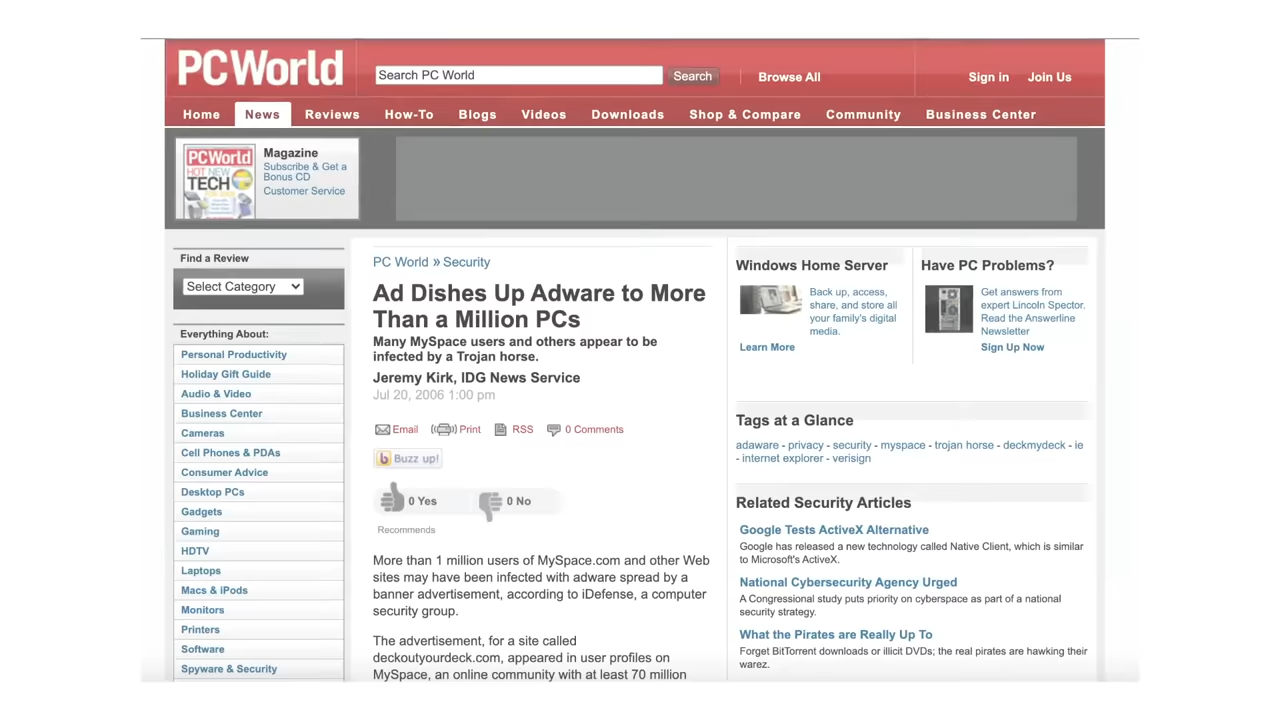 PCWorld
Search PC World
Search
Browse All
Sign in
Join Us
Home
News
Reviews
How-To
Blogs
Videos
Downloads
Shop & Compare
Community
Business Center
PCWorld
HOT NEW
TECH
Magazine
Subscribe & Get a
Bonus CD
Customer Service
Find a Review
Select Category
Everything About:
Personal Productivity
Holiday Gift Guide
Audio & Video
Business Center
Cameras
Cell Phones & PDAs
Consumer Advice
Desktop PCs
Gadgets
Gaming
HDTV
Laptops
Macs & iPods
Monitors
Printers
Software
Spyware & Security
PC World » Security
Ad Dishes Up Adware to More
Than a Million PCs
Many MySpace users and others appear to be
infected by a Trojan horse.
Jeremy Kirk, IDG News Service
Jul 20, 2006 1:00 pm
Email
Print
RSS
0 Comments
Buzz up!
0 Yes
0 No
Recommends
More than 1 million users of MySpace.com and other Web
sites may have been infected with adware spread by a
banner advertisement, according to iDefense, a computer
security group.
The advertisement, for a site called
deckoutyourdeck.com, appeared in user profiles on
MySpace, an online community with at least 70 million
Windows Home Server
Back up, access,
share, and store all
your family's digital
media.
Learn More
Have PC Problems?
Get answers from
expert Lincoln Spector.
Read the Answerline
Newsletter
Sign Up Now
Tags at a Glance
adaware - privacy - security - myspace - trojan horse - deckmydeck - ie
- internet explorer - verisign
Related Security Articles
Google Tests ActiveX Alternative
Google has released a new technology called Native Client, which is similar
to Microsoft's ActiveX.
National Cybersecurity Agency Urged
A Congressional study puts priority on cyberspace as part of a national
security strategy.
What the Pirates are Really Up To
Forget BitTorrent downloads or illicit DVDs; the real pirates are hawking their
warez.